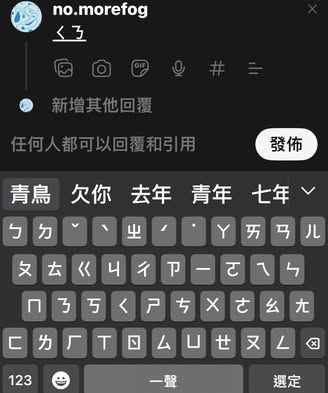 no.morefog
ㄑㄋ
GIF
新增其他回覆
任何人都可以回覆和引用 發佈
青鳥 欠你 去年 青年 七年
ㄅ ㄉ ˇ ˋ ㄓ ˊ ˙ ㄚ ㄞ ㄢ ㄦ
ㄆ ㄊ ㄍ ㄐ ㄔ ㄗ ㄧ ㄛ ㄟ ㄣ
ㄇ ㄋ ㄎ ㄑ ㄕ ㄘ ㄨ ㄜ ㄠ ㄤ
ㄈ ㄌ ㄏ ㄒ ㄖ ㄙ ㄩ ㄝ ㄡ ㄥ
123 一聲 選定